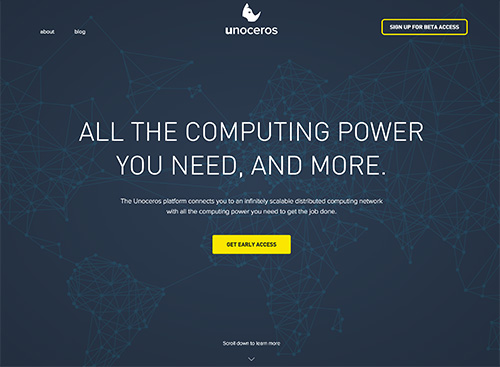 unoceros
about
blog
SIGN UP FOR BETA ACCESS
ALL THE COMPUTING POWER
YOU NEED, AND MORE.
The Unoceros platform connects you to an infinitely scalable distributed computing network
with all the computing power you need to get the job done.
GET EARLY ACCESS
Scroll down to learn more